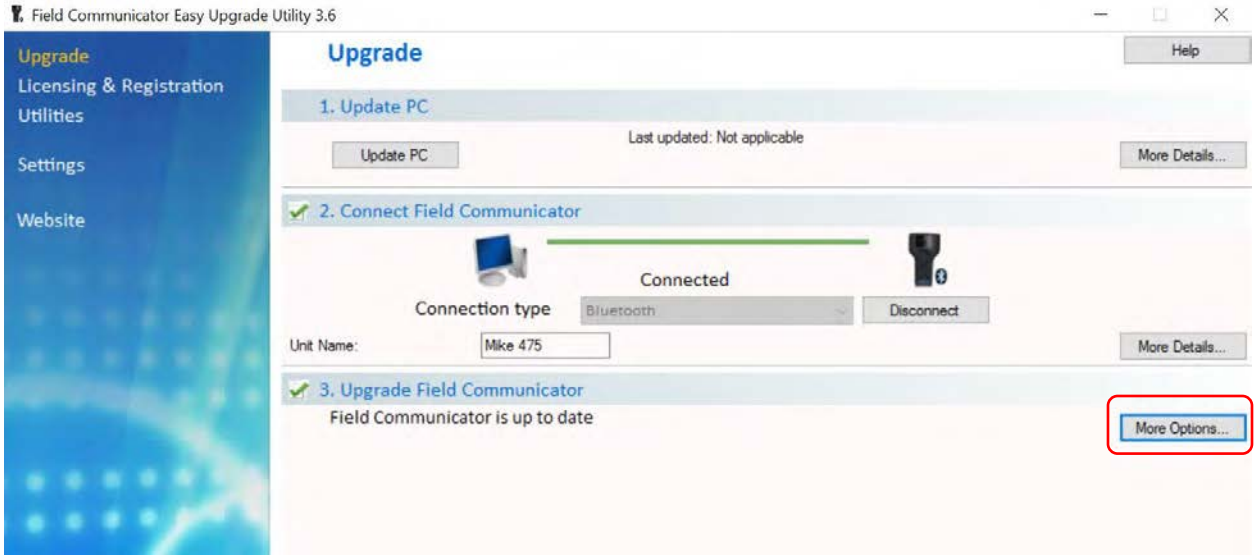 Field Communicator Easy Upgrade Utility 3.6
Upgrade
Licensing & Registration
Utilities
Settings
Website
Upgrade
Help
1. Update PC
Update PC
Last updated: Not applicable
More Details...
2. Connect Field Communicator
Connected
Connection type
Bluetooth
Disconnect
Unit Name:
Mike 475
More Details...
3. Upgrade Field Communicator
Field Communicator is up to date
More Options...